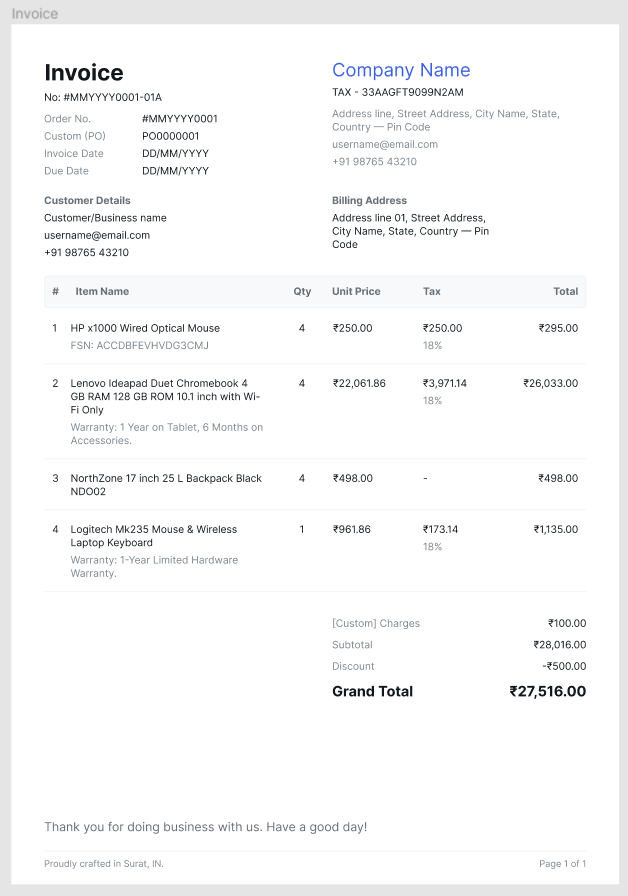 Invoice
Invoice
No: #MMYYYY0001-01A
Order No. #MMYYYY0001
Custom (PO) PO0000001
Invoice Date DD/MM/YYYY
Due Date DD/MM/YYYY
Company Name
TAX - 33AAGFT9099N2AM
Address line, Street Address, City Name, State,
Country — Pin Code
username@email.com
+91 98765 43210
Customer Details
Customer/Business name
username@email.com
+91 98765 43210
Billing Address
Address line 01, Street Address,
City Name, State, Country — Pin
Code
# Item Name Qty Unit Price Tax Total
1 HP x1000 Wired Optical Mouse 4 ₹250.00 ₹250.00 ₹295.00
FSN: ACCDBFEVHVDG3CMJ 18%
2 Lenovo Ideapad Duet Chromebook 4 4 ₹22,061.86 ₹3,971.14 ₹26,033.00
GB RAM 128 GB ROM 10.1 inch with Wi-
18%
Fi Only
Warranty: 1 Year on Tablet, 6 Months on
Accessories.
3 NorthZone 17 inch 25 L Backpack Black 4 ₹498.00 - ₹498.00
NDO02
4 Logitech Mk235 Mouse & Wireless 1 ₹961.86 ₹173.14 ₹1,135.00
Laptop Keyboard 18%
Warranty: 1-Year Limited Hardware
Warranty.
[Custom] Charges ₹100.00
Subtotal ₹28,016.00
Discount -₹500.00
Grand Total ₹27,516.00
Thank you for doing business with us. Have a good day!
Proudly crafted in Surat, IN. Page 1 of 1